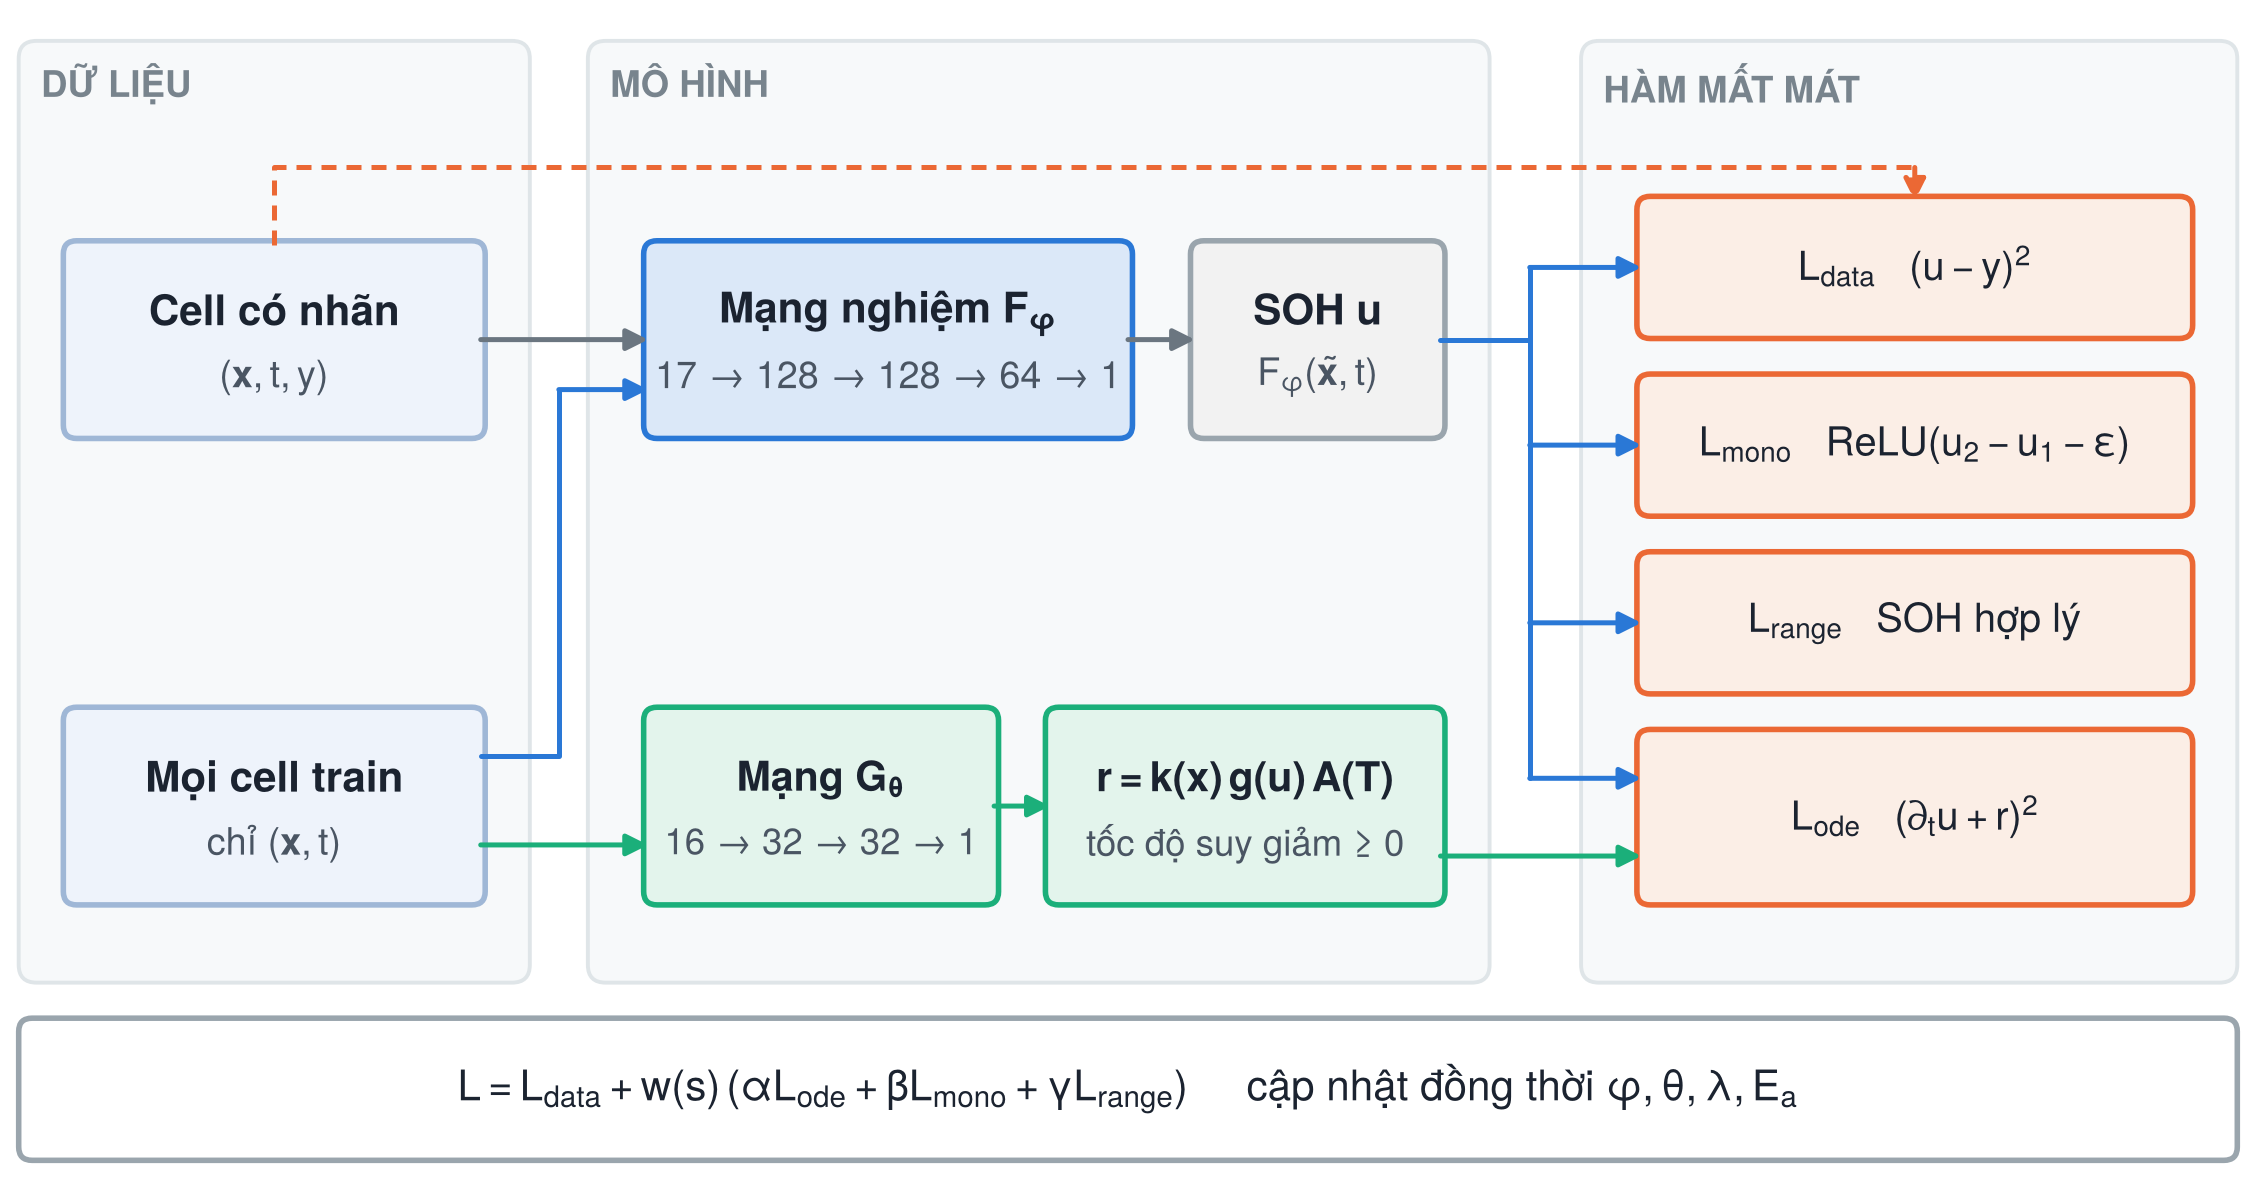 DỮ LIỆU
MÔ HÌNH
HÀM MẤT MÁT
Cell có nhãn
(x, t, y)
Mạng nghiệm Fφ
17 → 128 → 128 → 64 → 1
SOH u
Fφ(x̃, t)
Ldata (u – y)²
Lmono ReLU(u₂ – u₁ – ε)
Lrange SOH hợp lý
Mọi cell train
chỉ (x, t)
Mạng Gθ
16 → 32 → 32 → 1
r = k(x) g(u) A(T)
tốc độ suy giảm ≥ 0
Lode (∂ₜu + r)²
L = Ldata + w(s) (αLode + βLmono + γLrange) cập nhật đồng thời φ, θ, λ, Eₐ